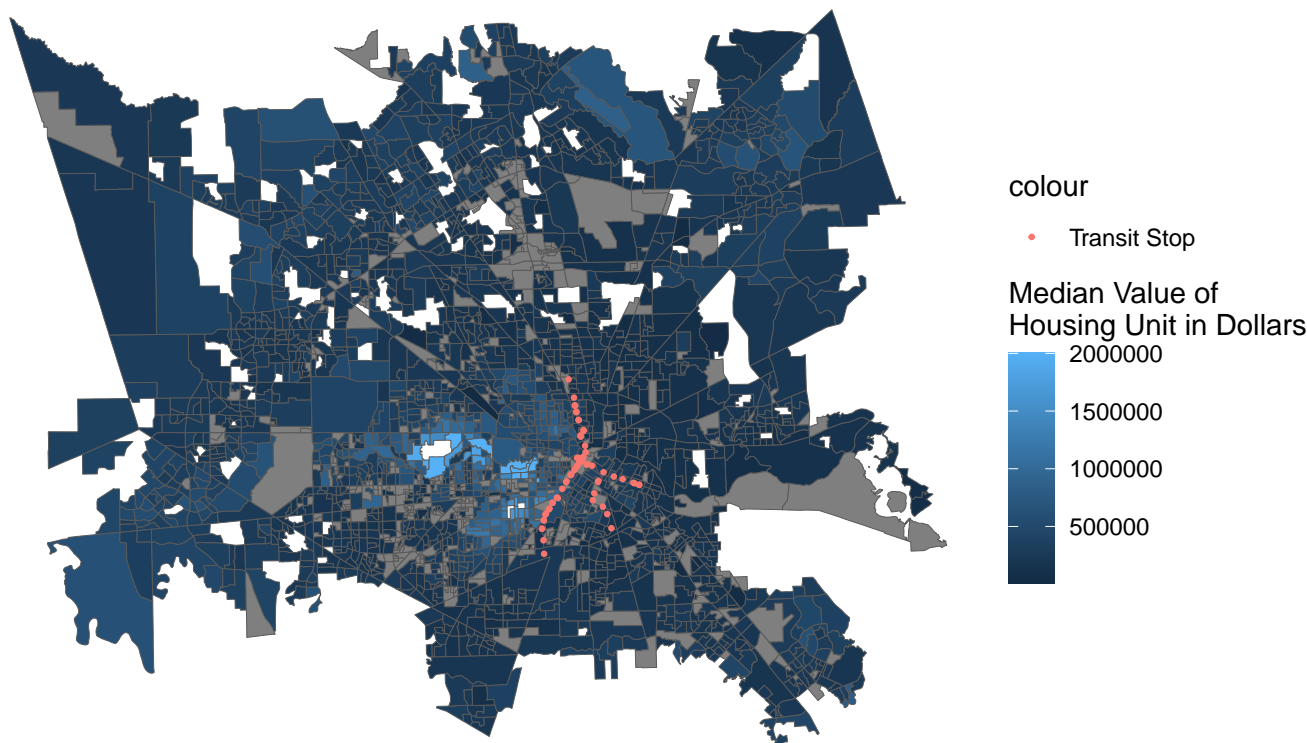 colour
Transit Stop
Median Value of
Housing Unit in Dollars
2000000
1500000
1000000
500000